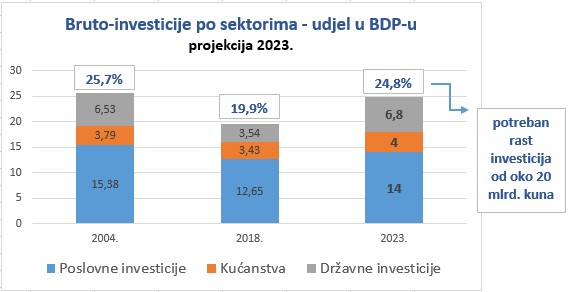 Bruto-investicije po sektorima - udjel u BDP-u
projekcija 2023.
30
25
20
15
10
5
0
25,7%
6,53
3,79
15,38
19,9%
3,54
3,43
12,65
24,8%
6,8
4
14
2004.
2018.
2023.
Poslovne investicije
Kućanstva
Državne investicije
potreban
rast
investicija
od oko 20
mlrd. kuna